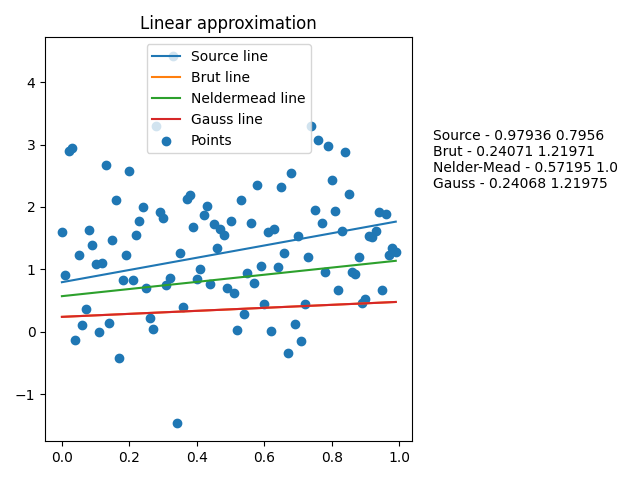 Linear approximation
Source line
Brut line
Neldermead line
Gauss line
Points
Source - 0.97936 0.7956
Brut - 0.24071 1.21971
Nelder-Mead - 0.57195 1.0
Gauss - 0.24068 1.21975
4
3
2
1
0
−1
0.0 0.2 0.4 0.6 0.8 1.0